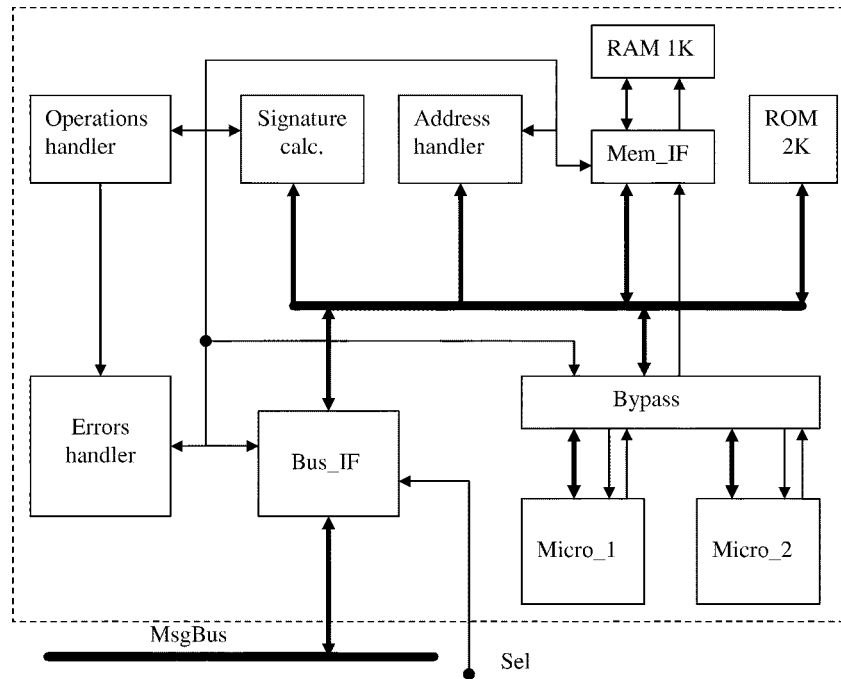 RAM 1K
Operations
handler
Signature
calc.
Address
handler
Mem_IF
ROM
2K
Errors
handler
Bus_IF
Bypass
Micro_1
Micro_2
MsgBus
Sel